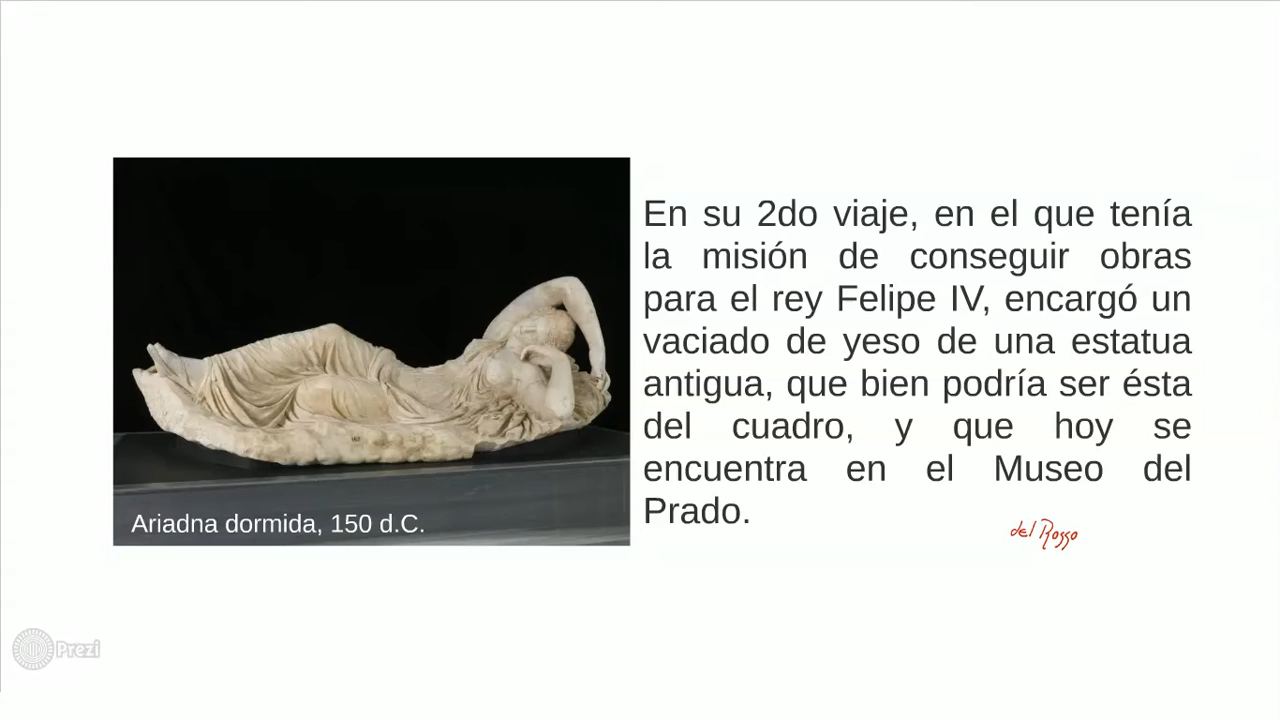 En su 2do viaje, en el que tenía
la misión de conseguir obras
para el rey Felipe IV, encargó un
vaciado de yeso de una estatua
antigua, que bien podría ser ésta
del cuadro, y que hoy se
encuentra en el Museo del
Prado.
Ariadna dormida, 150 d.C.
del Rosso
Prezi